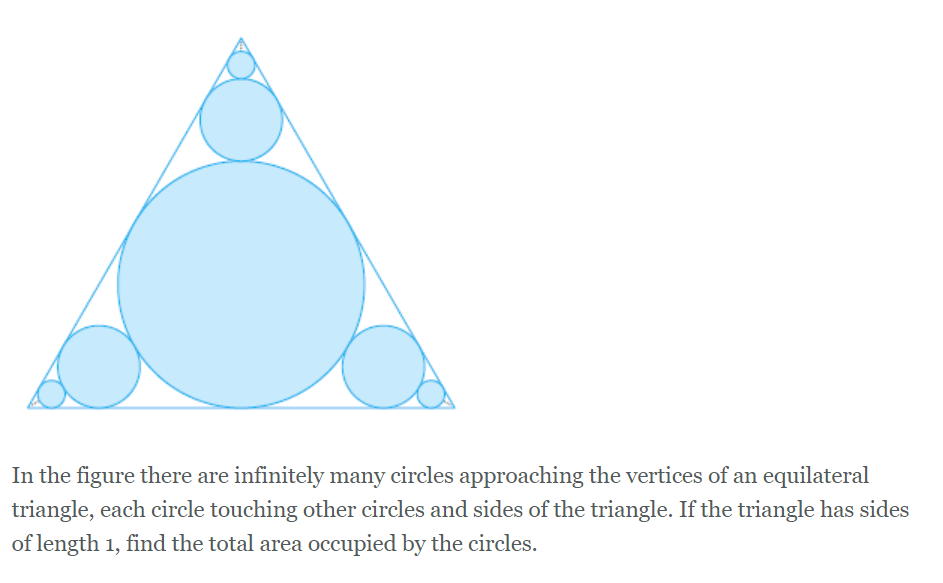 In the figure there are infinitely many circles approaching the vertices of an equilateral
triangle, each circle touching other circles and sides of the triangle. If the triangle has sides
of length 1, find the total area occupied by the circles.